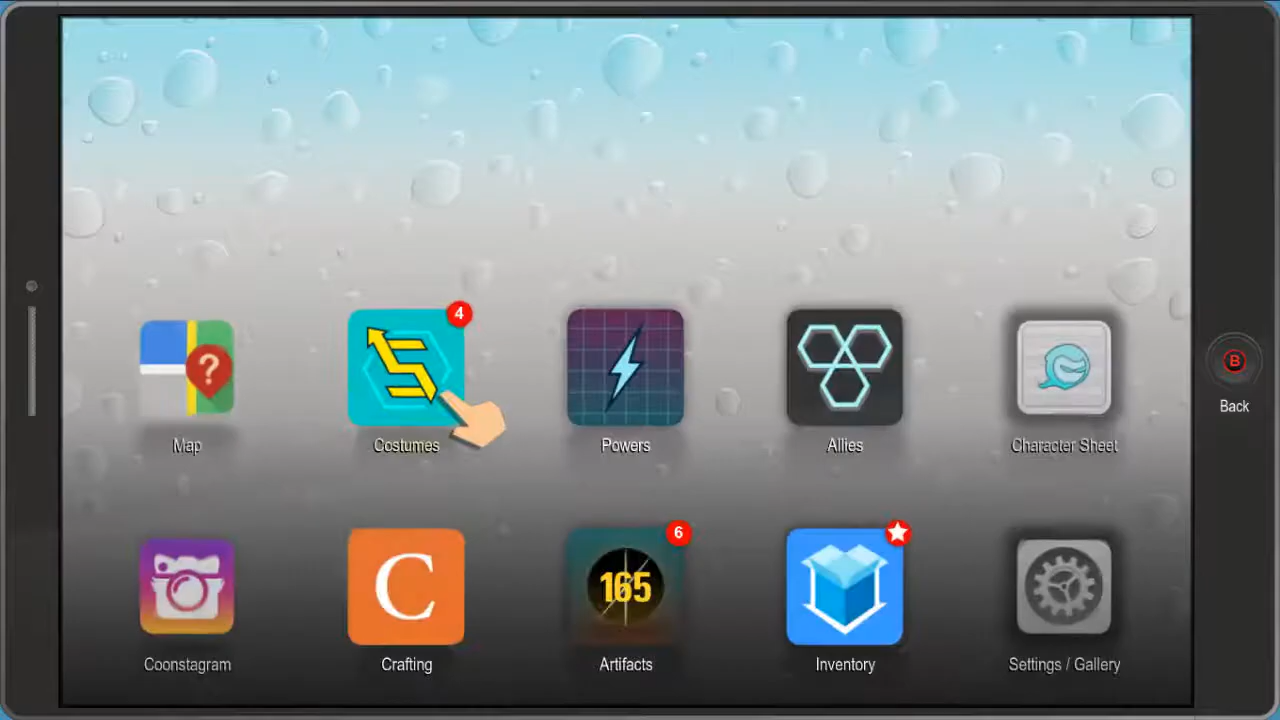 4
?
B
Back
Map
Costumes
Powers
Allies
Character Sheet
C
165
6
Coonstagram
Crafting
Artifacts
Inventory
Settings / Gallery